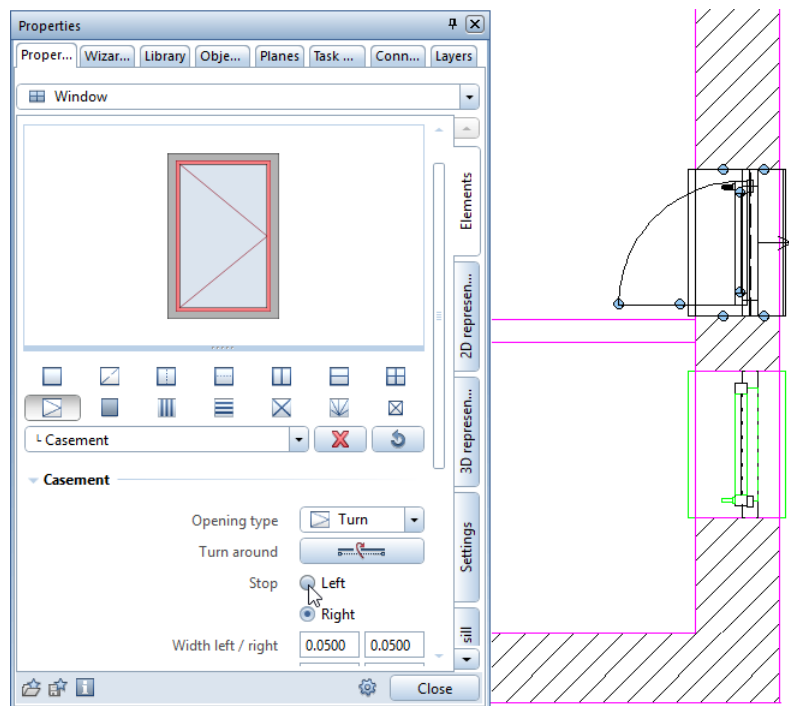 Properties
Proper... Wizar... Library Obje... Planes Task ... Conn... Layers
Window
Elements
2D represen...
3D represen...
Settings
sill
└ Casement
Casement
Opening type Turn
Turn around
Stop Left
Right
Width left / right 0.0500 0.0500
Close